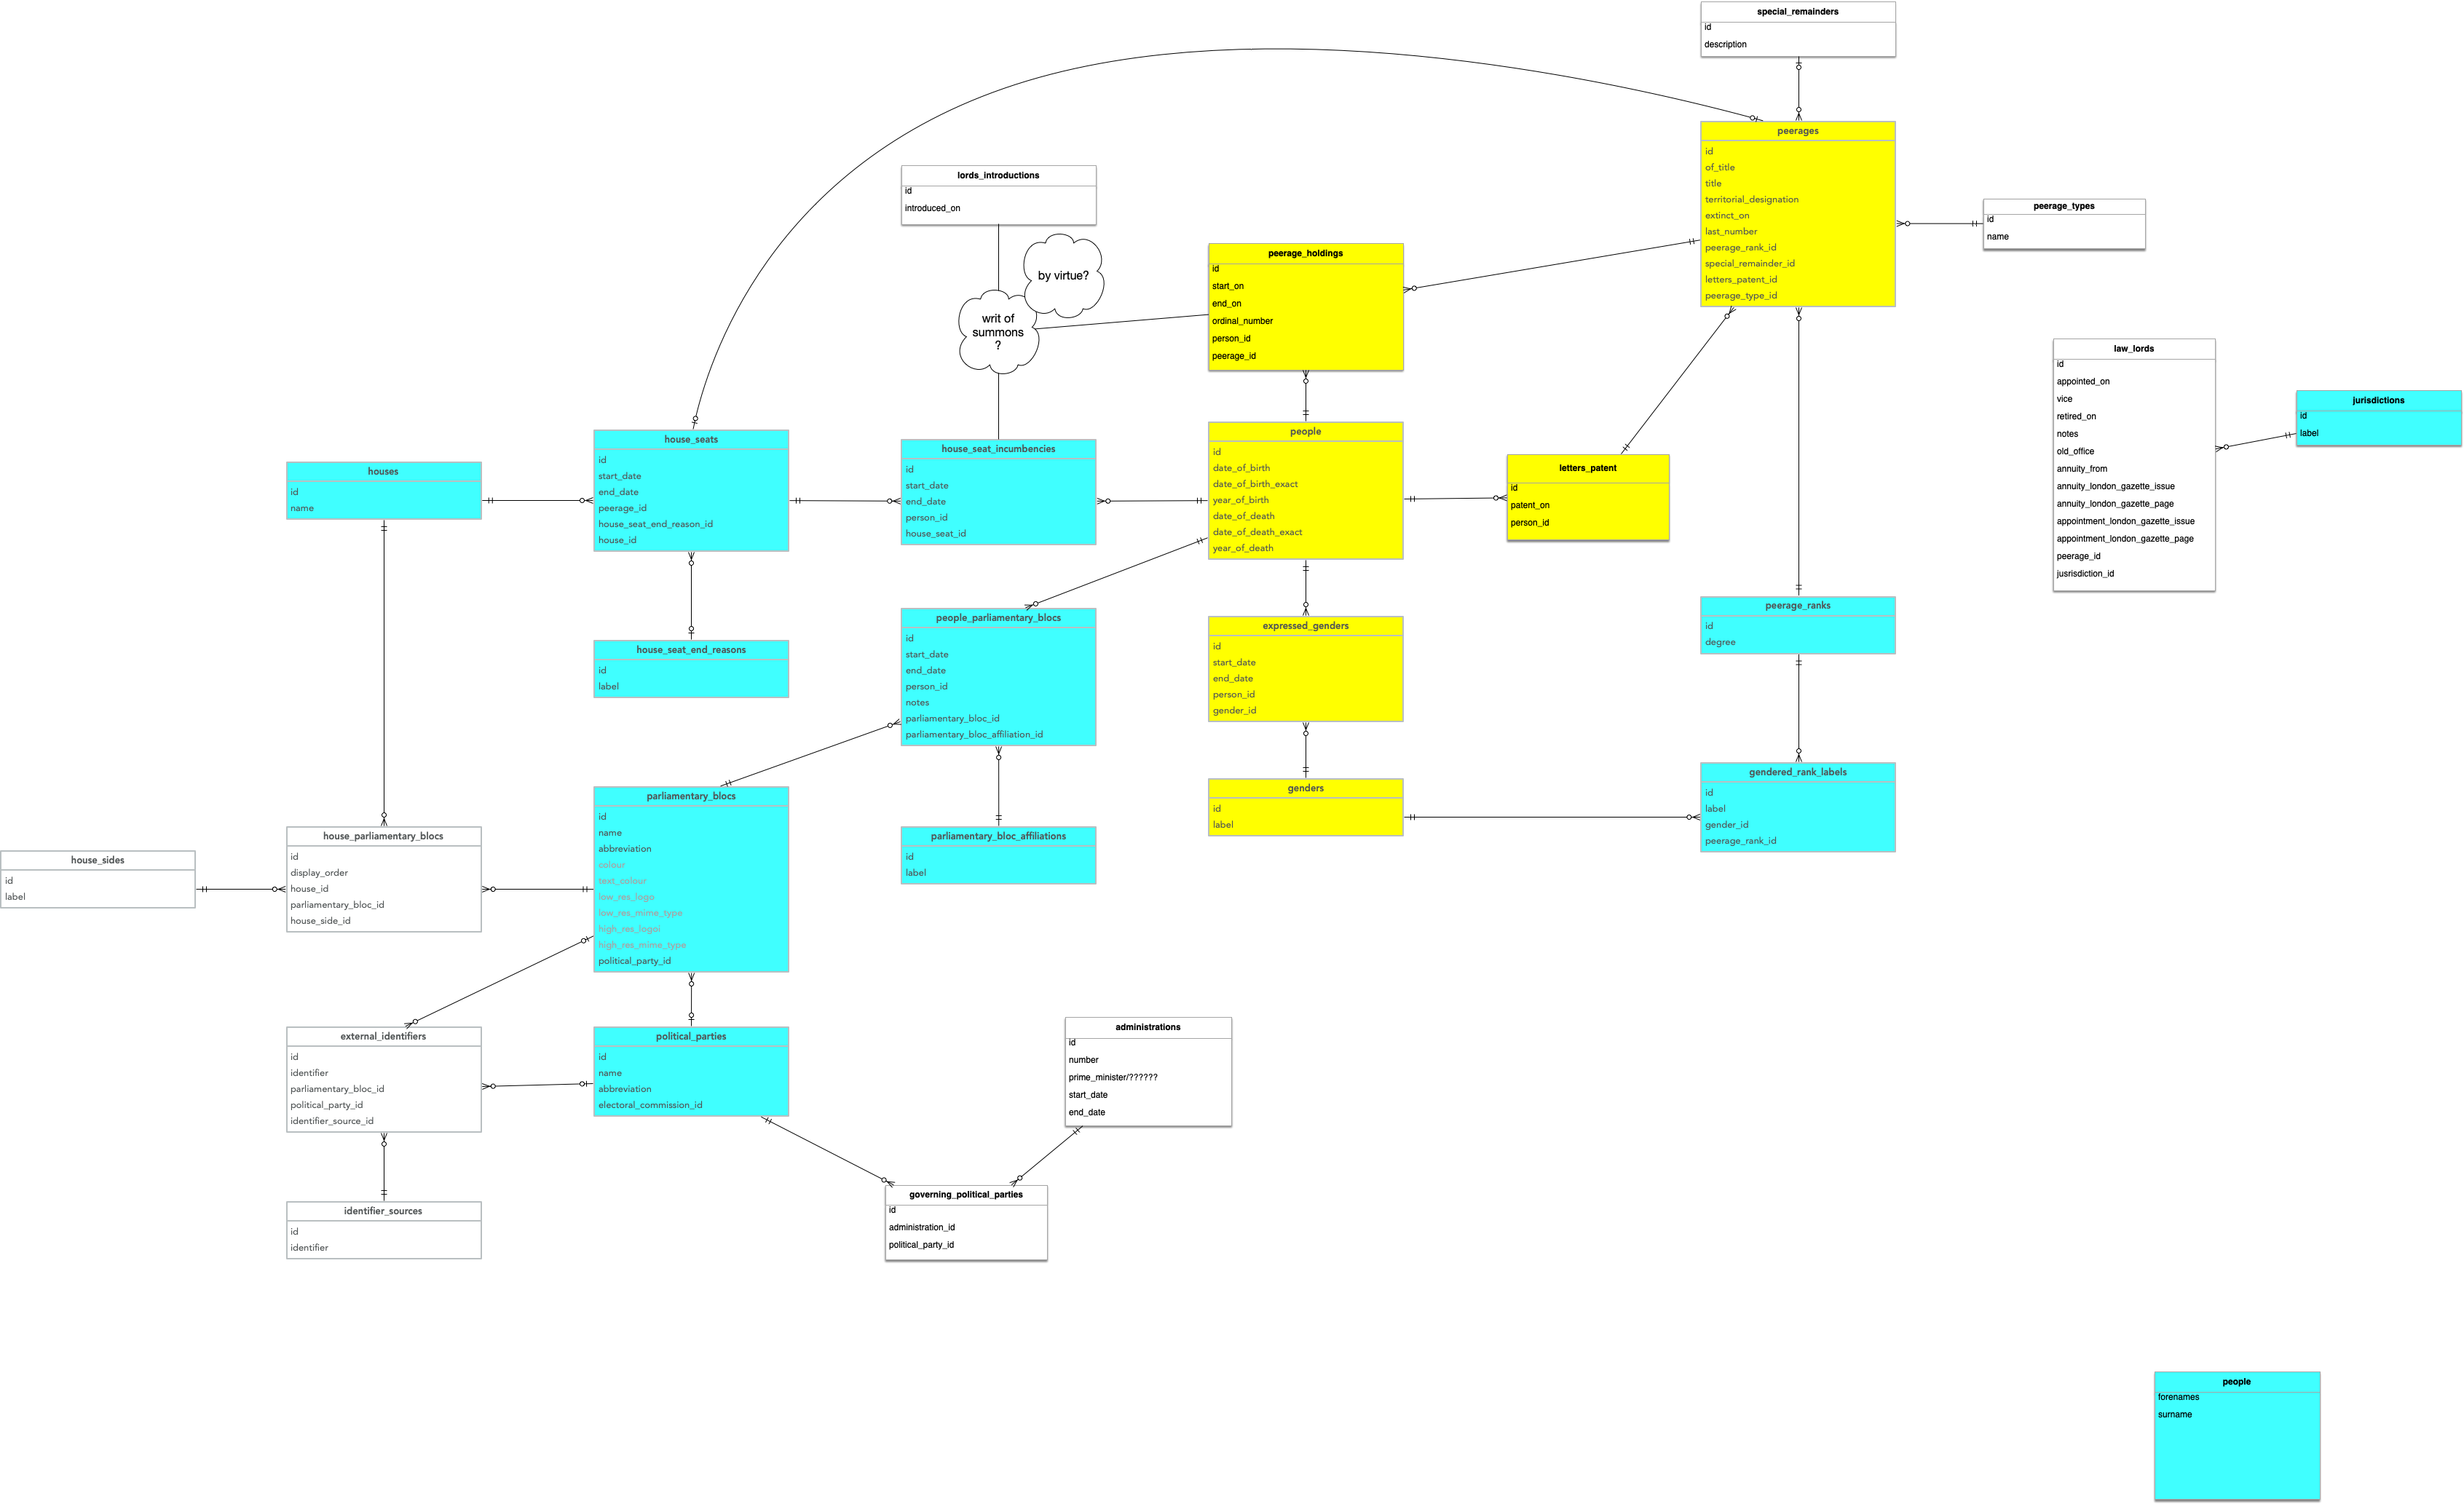 special_remainders
id
description
peerages
id
of_title
title
territorial_designation
extinct_on
last_number
peerage_rank_id
special_remainder_id
letters_patent_id
peerage_type_id
lords_introductions
id
introduced_on
peerage_types
id
name
by virtue?
writ of
summons
?
peerage_holdings
id
start_on
end_on
ordinal_number
person_id
peerage_id
law_lords
id
appointed_on
vice
retired_on
notes
old_office
annuity_from
annuity_london_gazette_issue
annuity_london_gazette_page
appointment_london_gazette_issue
appointment_london_gazette_page
peerage_id
jusrisdiction_id
jurisdictions
id
label
houses
id
name
house_seats
id
start_date
end_date
peerage_id
house_seat_end_reason_id
house_id
house_seat_incumbencies
id
start_date
end_date
person_id
house_seat_id
people
id
date_of_birth
date_of_birth_exact
year_of_birth
date_of_death
date_of_death_exact
year_of_death
letters_patent
id
patent_on
person_id
house_seat_end_reasons
id
label
people_parliamentary_blocs
id
start_date
end_date
person_id
notes
parliamentary_bloc_id
parliamentary_bloc_affiliation_id
expressed_genders
id
start_date
end_date
person_id
gender_id
peerage_ranks
id
degree
house_sides
id
label
house_parliamentary_blocs
id
display_order
house_id
parliamentary_bloc_id
house_side_id
parliamentary_blocs
id
name
abbreviation
colour
text_colour
low_res_logo
low_res_mime_type
high_res_logoi
high_res_mime_type
political_party_id
parliamentary_bloc_affiliations
id
label
genders
id
label
gendered_rank_labels
id
label
gender_id
peerage_rank_id
external_identifiers
id
identifier
parliamentary_bloc_id
political_party_id
identifier_source_id
political_parties
id
name
abbreviation
electoral_commission_id
administrations
id
number
prime_minister/??????
start_date
end_date
identifier_sources
id
identifier
governing_political_parties
id
administration_id
political_party_id
people
forenames
surname